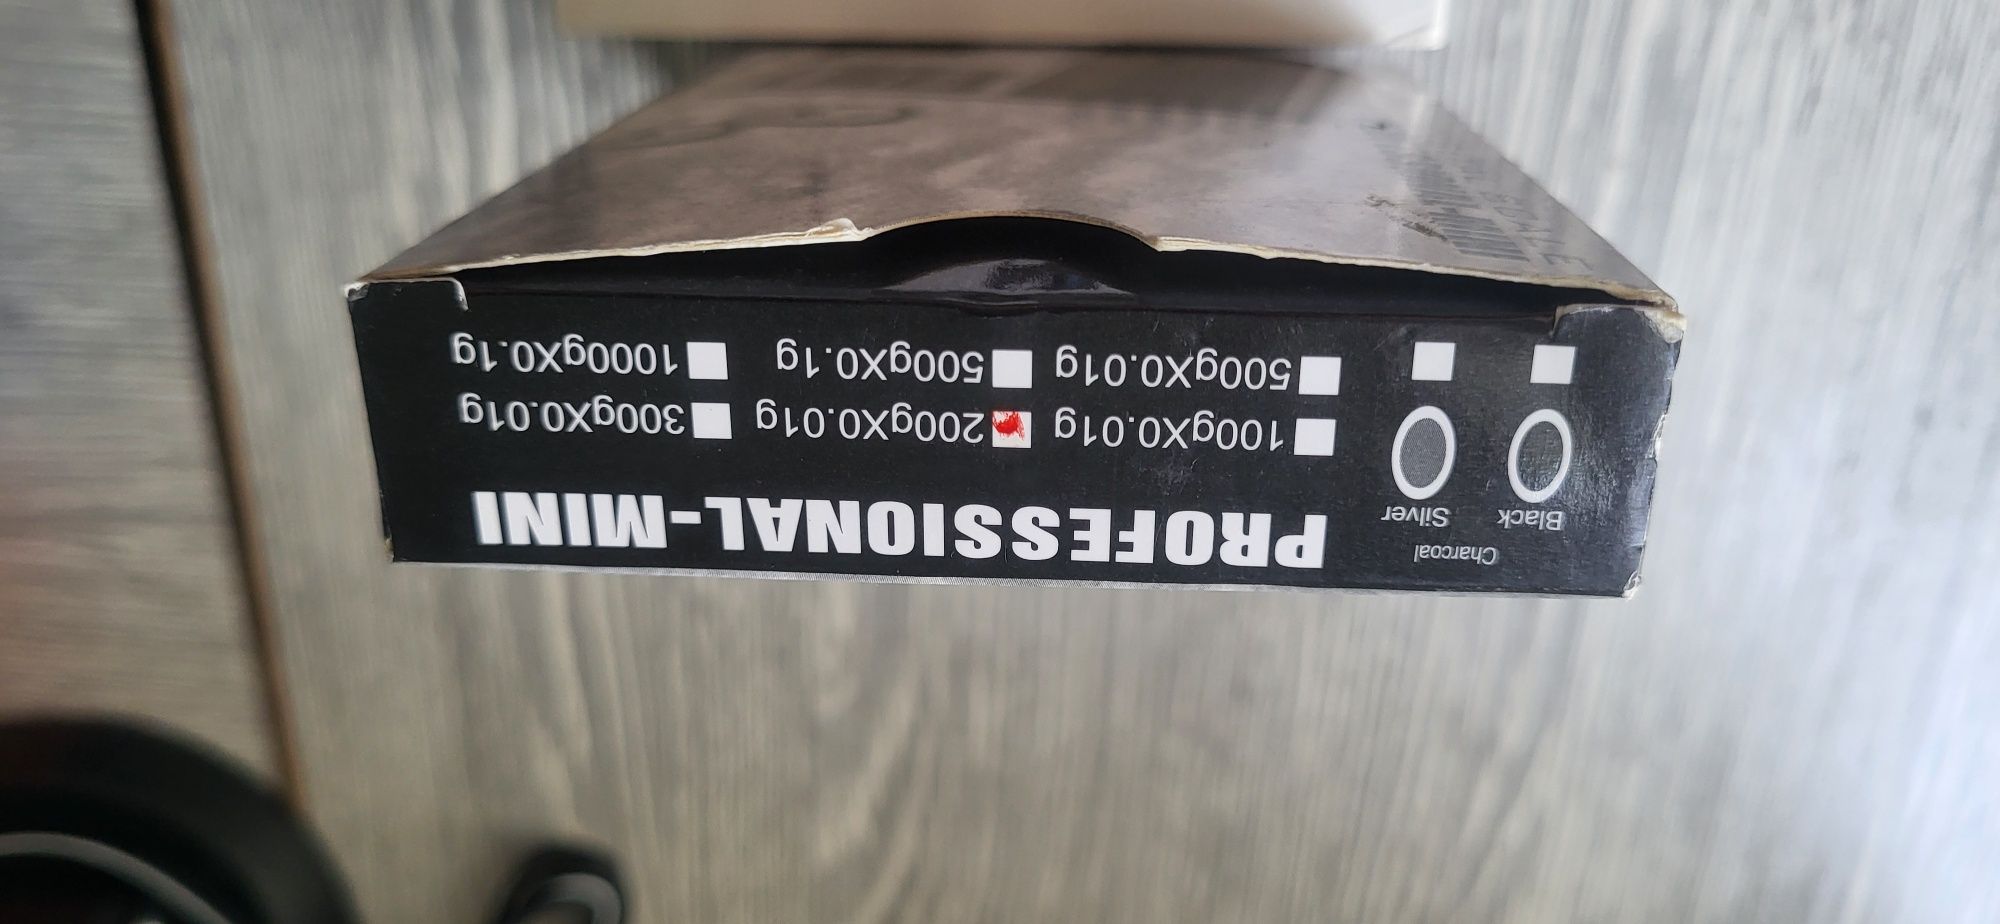 PROFESSIONAL-MINI
100gX0.01g 200gX0.01g 300gX0.01g
500gX0.01g 500gX0.1g 1000gX0.1g
Charcoal
Black Silver